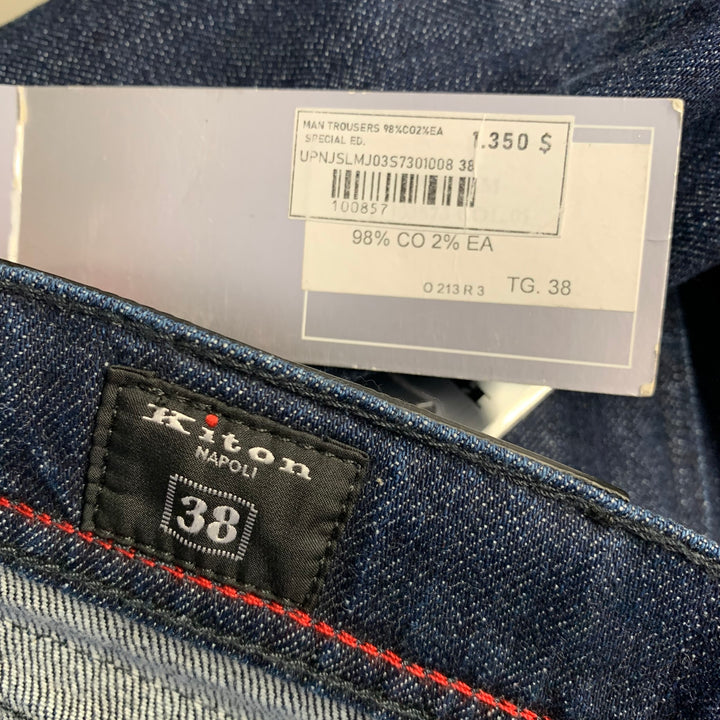 MAN TROUSERS 98%CO2%EA
SPECIAL ED.
1.350 $
UPNJSLMJ03S7301008 38
100857
98% CO 2% EA
O 213 R 3 TG. 38
Kiton
NAPOLI
38